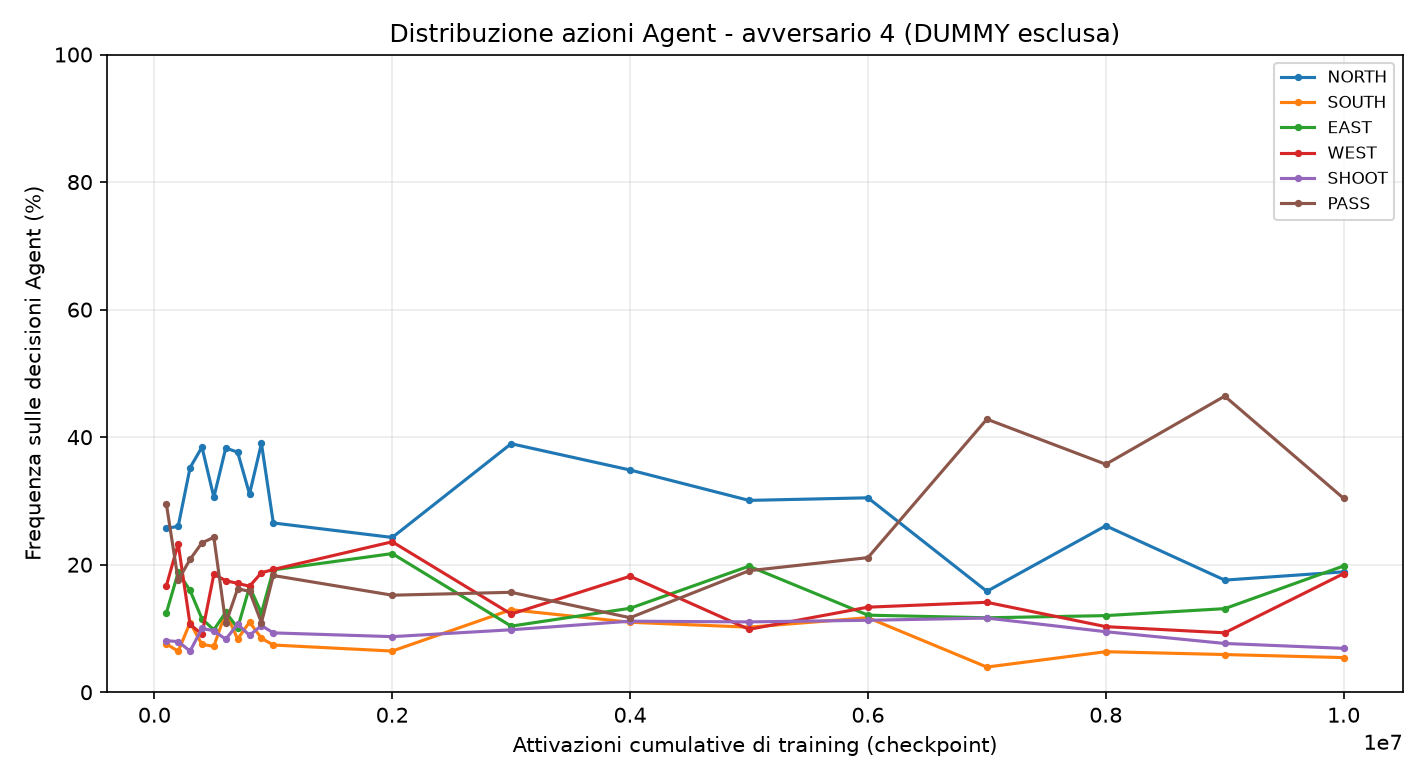 Distribuzione azioni Agent - avversario 4 (DUMMY esclusa)
100
80
60
40
20
0
Frequenza sulle decisioni Agent (%)
NORTH
SOUTH
EAST
WEST
SHOOT
PASS
0.0 0.2 0.4 0.6 0.8 1.0
1e7
Attivazioni cumulative di training (checkpoint)